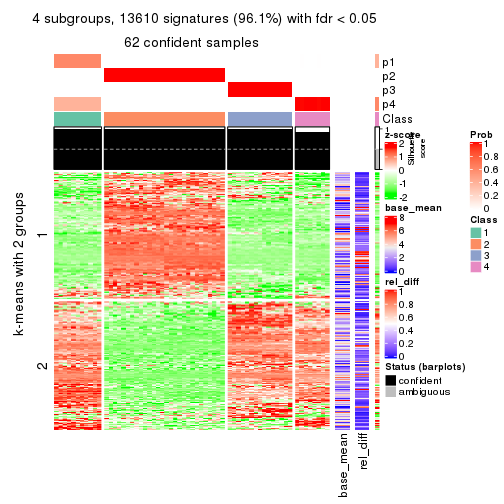 4 subgroups, 13610 signatures (96.1%) with fdr < 0.05
62 confident samples
p1
p2
p3
p4
Class
1
Silhouette
score
k-means with 2 groups
1
2
base_mean
rel_diff
z-score
2
1
0
-1
-2
base_mean
8
6
4
2
0
rel_diff
1
0.8
0.6
0.4
0.2
0
Status (barplots)
confident
ambiguous
Prob
1
0.8
0.6
0.4
0.2
0
Class
1
2
3
4